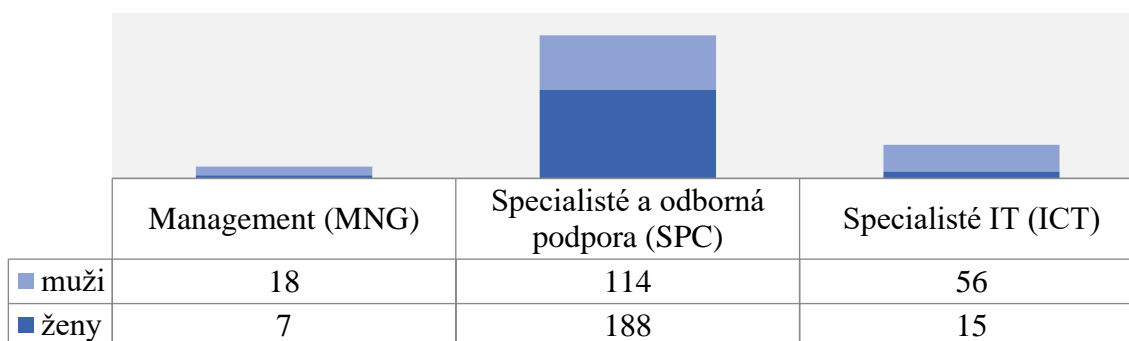 Management (MNG)
Specialisté a odborná
podpora (SPC)
Specialisté IT (ICT)
muži 18 114 56
ženy 7 188 15